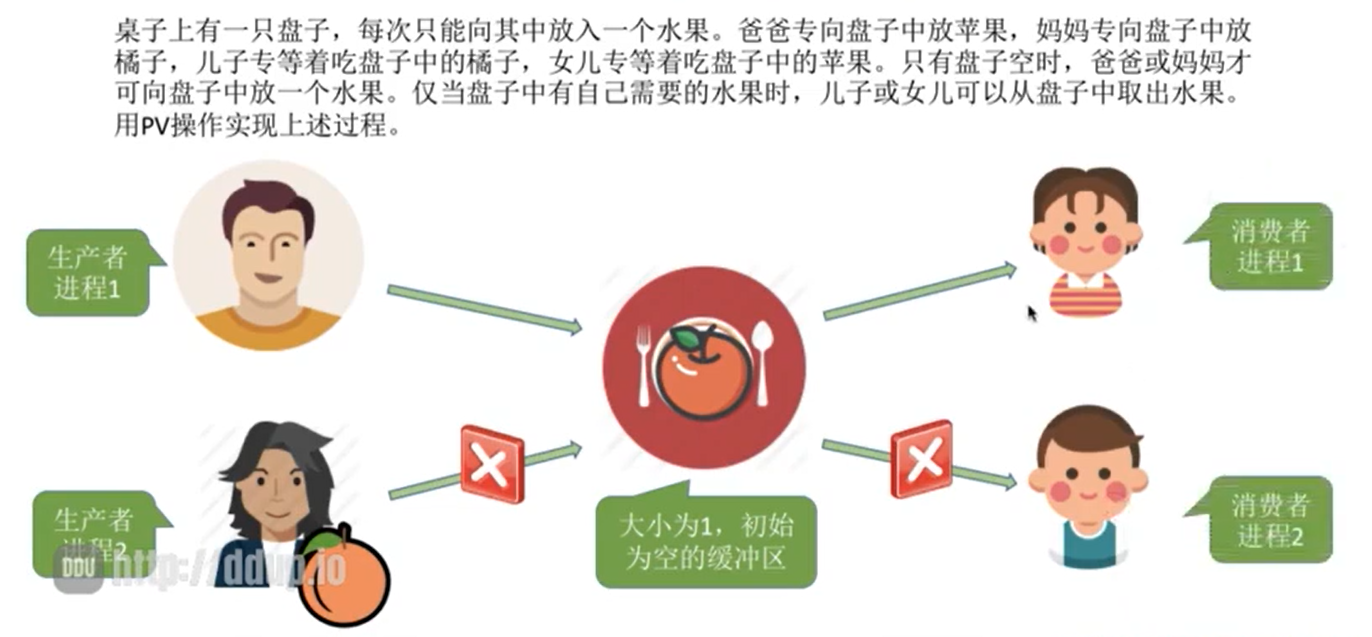 桌子上有一只盘子，每次只能向其中放入一个水果。爸爸专向盘子中放苹果，妈妈专向盘子中放
橘子，儿子专等着吃盘子中的橘子，女儿专等着吃盘子中的苹果。只有盘子空时，爸爸或妈妈才
可向盘子中放一个水果。仅当盘子中有自己需要的水果时，儿子或女儿可以从盘子中取出水果。
用PV操作实现上述过程。
生产者
进程1
消费者
进程1
生产者
进程2
大小为1，初始
为空的缓冲区
消费者
进程2
DDU http://ddup.io